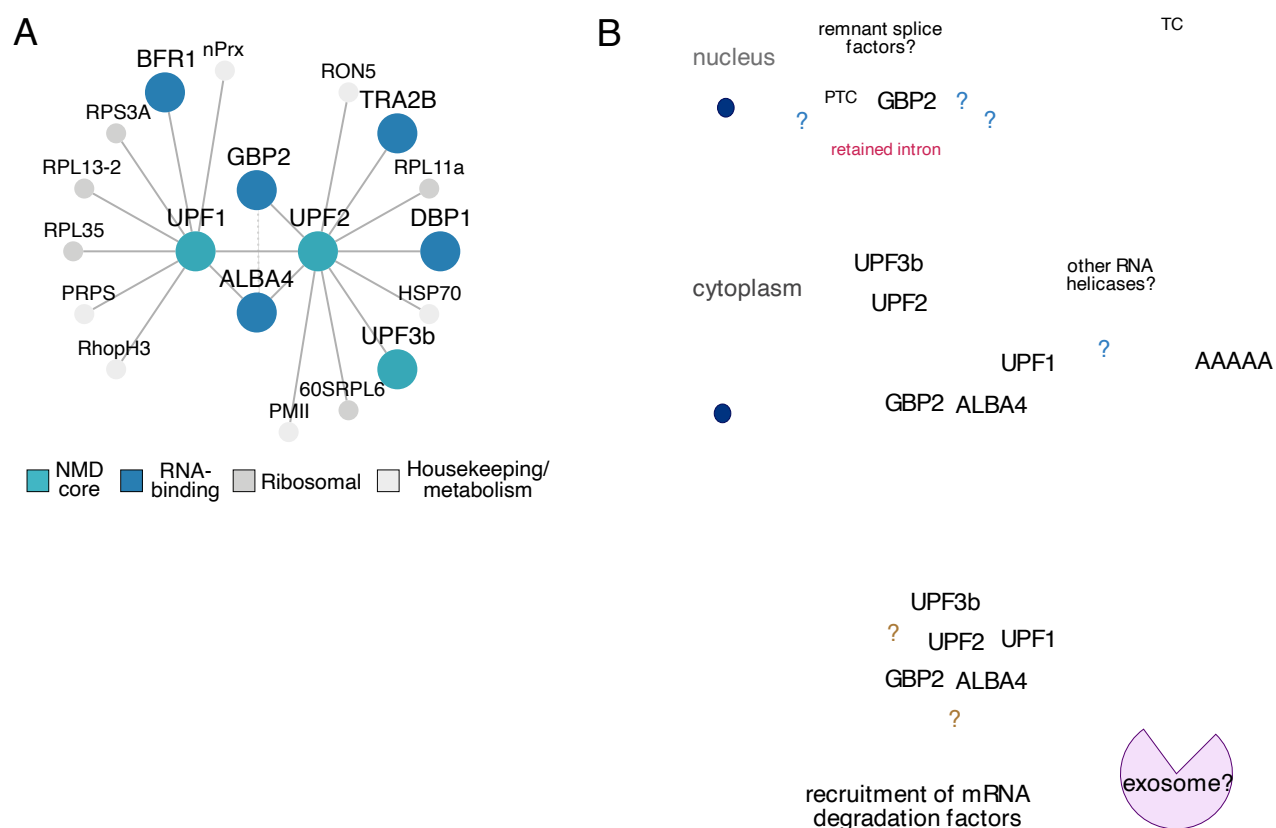 A
nPrx
BFR1
RON5
TRA2B
RPS3A
GBP2
RPL13-2
RPL11a
UPF1
UPF2
DBP1
RPL35
ALBA4
PRPS
HSP70
UPF3b
RhopH3
60SRPL6
PMII
NMD
core
RNA-
binding
Ribosomal
Housekeeping/
metabolism
B
remnant splice
factors?
TC
nucleus
PTC
GBP2
?
?
?
retained intron
UPF3b
other RNA
helicases?
cytoplasm
UPF2
?
UPF1
AAAAA
GBP2
ALBA4
UPF3b
?
UPF2
UPF1
GBP2
ALBA4
?
exosome?
recruitment of mRNA
degradation factors